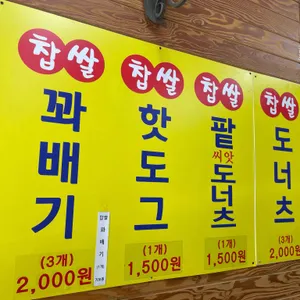 찹쌀
꽈배기
(3개)
2,000원
찹쌀
핫도그
(1개)
1,500원
찹쌀
팥
씨앗
도너츠
(1개)
1,500원
찹쌀
도너츠
(3개)
2,000원